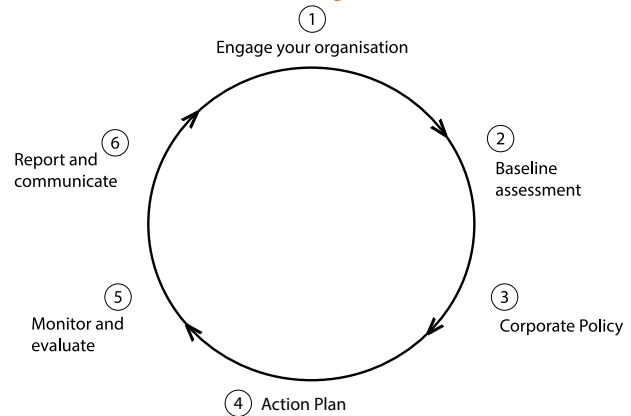 1
Engage your organisation
2
Baseline
assessment
3
Corporate Policy
4 Action Plan
5
Monitor and
evaluate
6
Report and
communicate